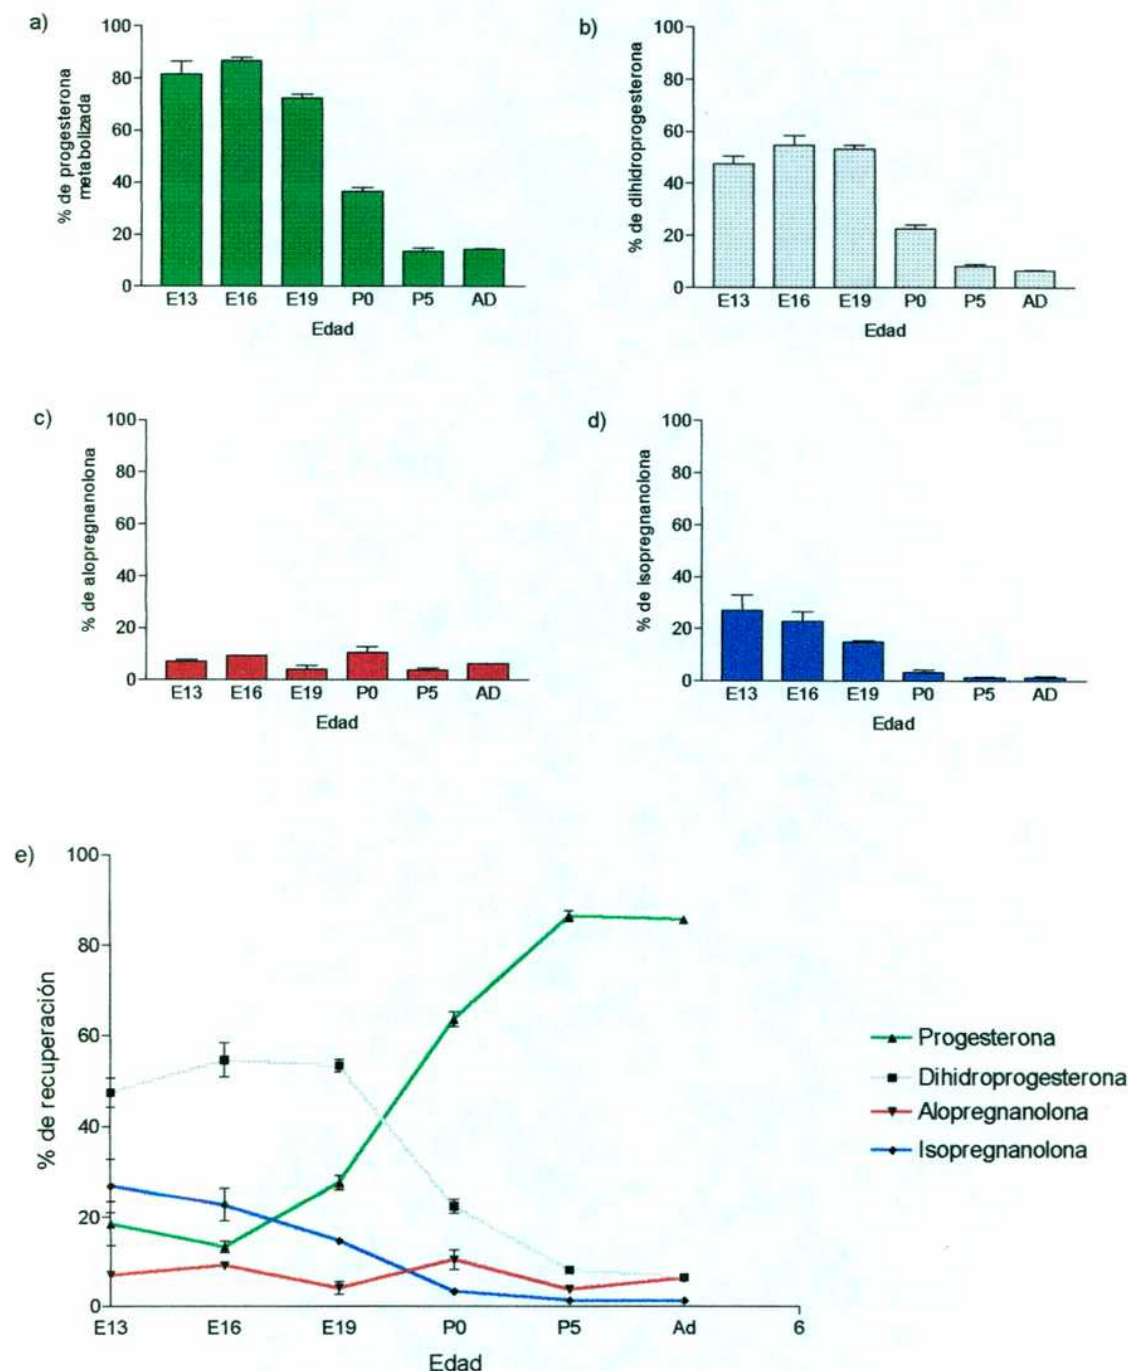 a)
% de progesterona
metabolizada
100
80
60
40
20
0
E13 E16 E19 P0 P5 AD
Edad
b)
% de dihidroprogesterona
100
80
60
40
20
0
E13 E16 E19 P0 P5 AD
Edad
c)
% de alopregnanolona
100
80
60
40
20
0
E13 E16 E19 P0 P5 AD
Edad
d)
% de isopregnanolona
100
80
60
40
20
0
E13 E16 E19 P0 P5 AD
Edad
e)
% de recuperación
100
80
60
40
20
0
E13 E16 E19 P0 P5 Ad 6
Edad
Progesterona
Dihidroprogesterona
Alopregnanolona
Isopregnanolona